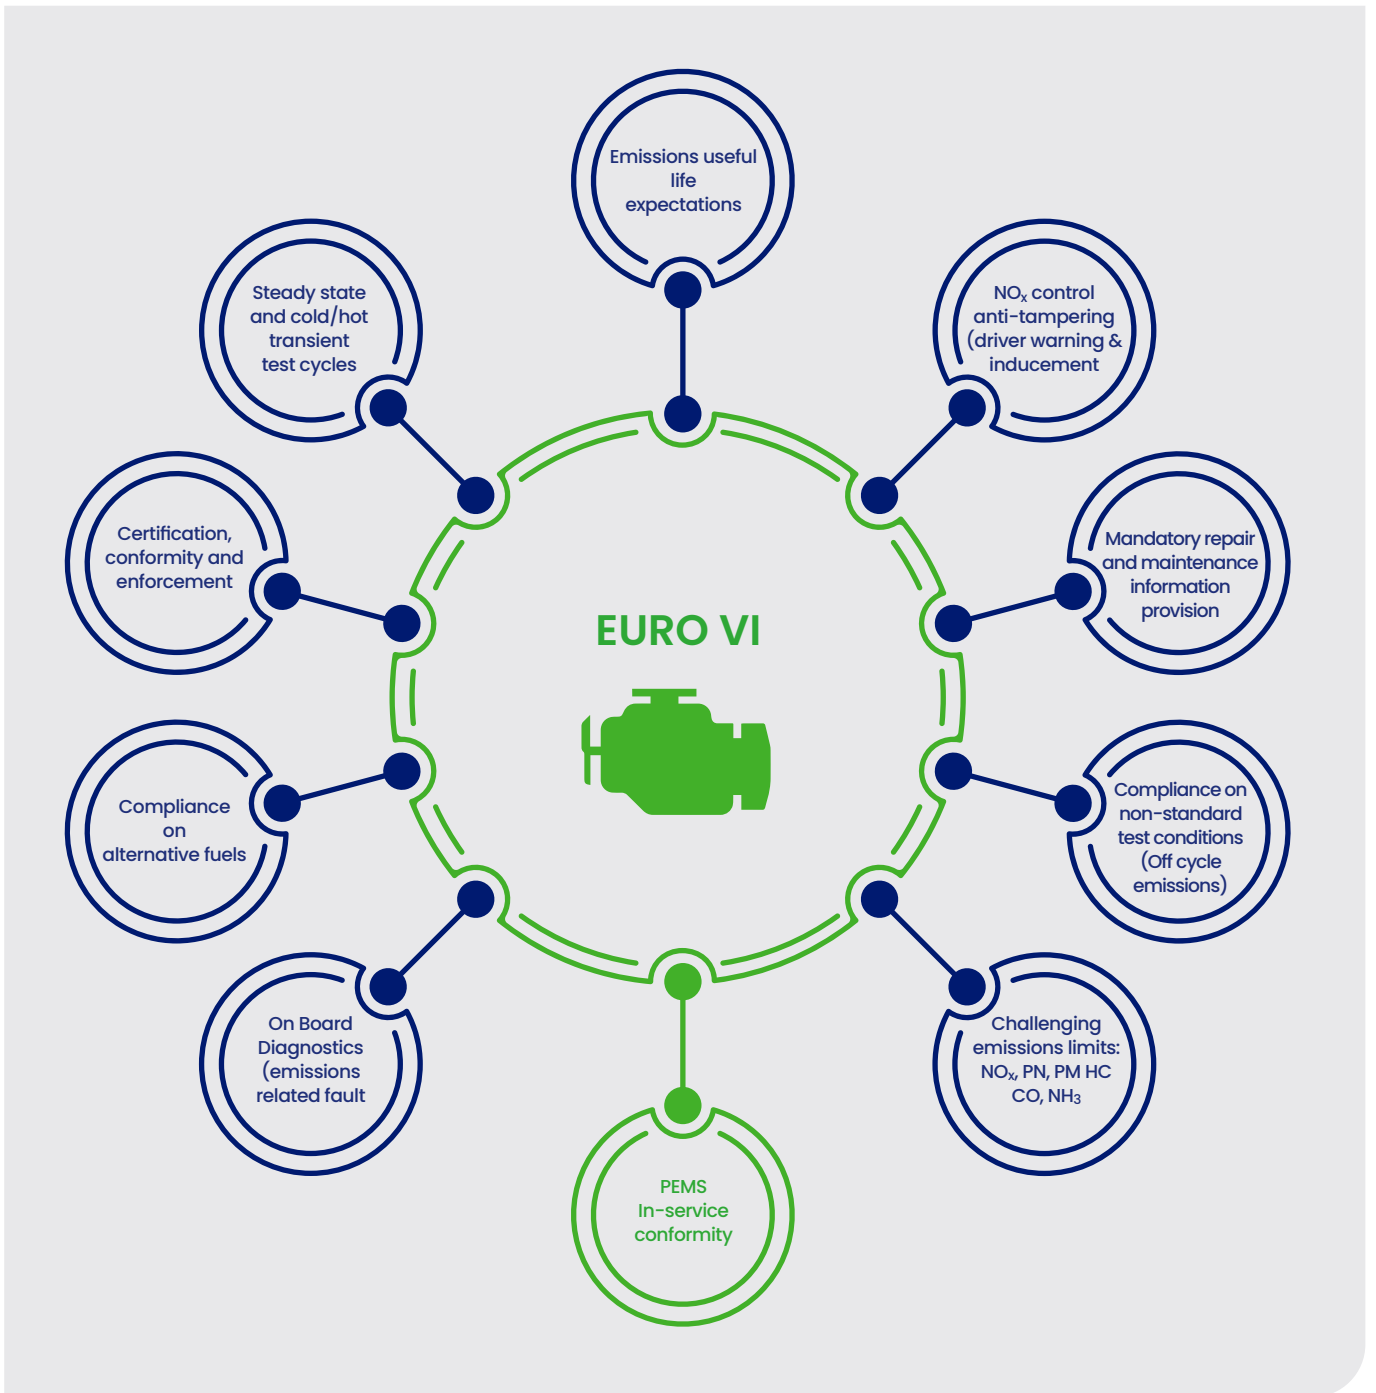 Emissions useful
life
expectations
NOₓ control
anti-tampering
(driver warning &
inducement
Mandatory repair
and maintenance
information
provision
Compliance on
non-standard
test conditions
(Off cycle
emissions)
Challenging
emissions limits:
NOₓ, PN, PM HC
CO, NH₃
PEMS
In-service
conformity
On Board
Diagnostics
(emissions
related fault
Compliance
on
alternative fuels
Certification,
conformity and
enforcement
Steady state
and cold/hot
transient
test cycles
EURO VI